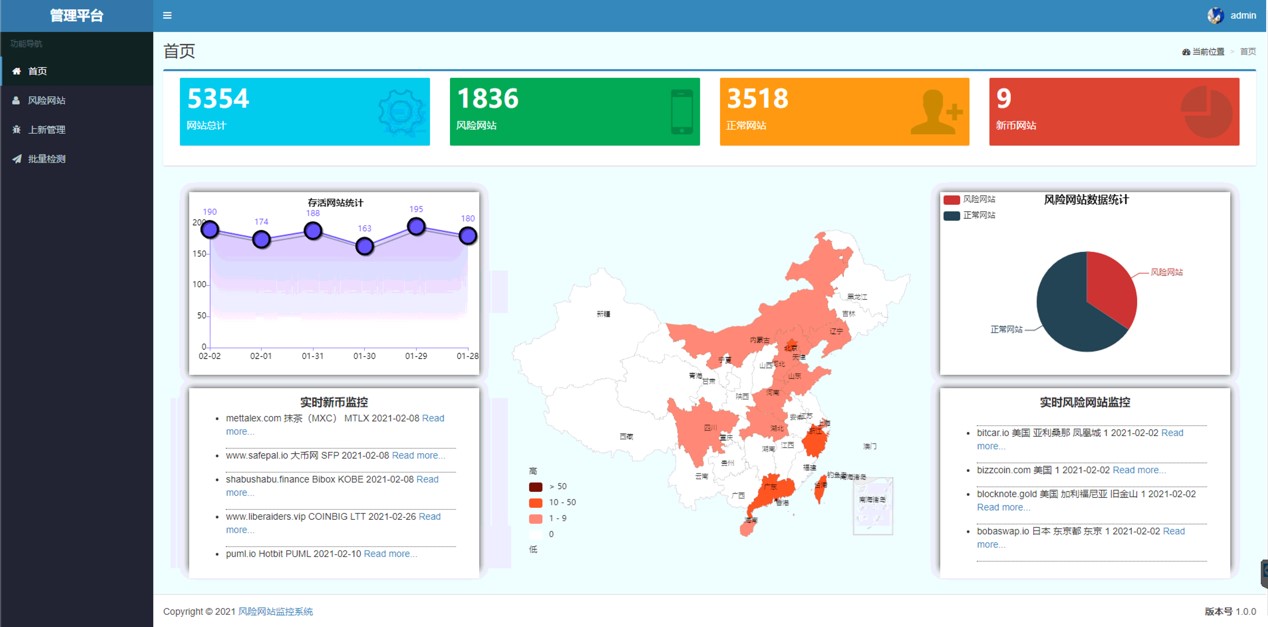 管理平台
admin
功能导航
首页
风险网站
上新管理
批量检测
首页
当前位置 > 首页
5354
网站总计
1836
风险网站
3518
正常网站
9
新币网站
存活网站统计
190
174
188
163
195
180
200
150
100
50
0
02-02
02-01
01-31
01-30
01-29
01-28
实时新币监控
mettalex.com 抹茶（MXC） MTLX 2021-02-08 Read
more...
www.safepal.io 大币网 SFP 2021-02-08 Read more...
shabushabu.finance Bibox KOBE 2021-02-08 Read
more...
www.liberaiders.vip COINBIG LTT 2021-02-26 Read
more...
puml.io Hotbit PUML 2021-02-10 Read more...
新疆
黑龙江
吉林
辽宁
内蒙古
北京
天津
宁夏
山西
河北
山东
青海
甘肃
陕西
河南
江苏
上海
四川
重庆
湖北
西藏
湖南
江西
澳门
贵州
福建
云南
广西
广东
香港
台湾
钓鱼岛
南海诸岛
海南
南海诸岛
高
> 50
10 - 50
1 - 9
0
低
风险网站
正常网站
风险网站数据统计
风险网站
正常网站
实时风险网站监控
bitcar.io 美国 亚利桑那 凤凰城 1 2021-02-02 Read
more...
bizzcoin.com 美国 1 2021-02-02 Read more...
blocknote.gold 美国 加利福尼亚 旧金山 1 2021-02-02
Read more...
bobaswap.io 日本 东京都 东京 1 2021-02-02 Read
more...
Copyright © 2021 风险网站监控系统
版本号 1.0.0